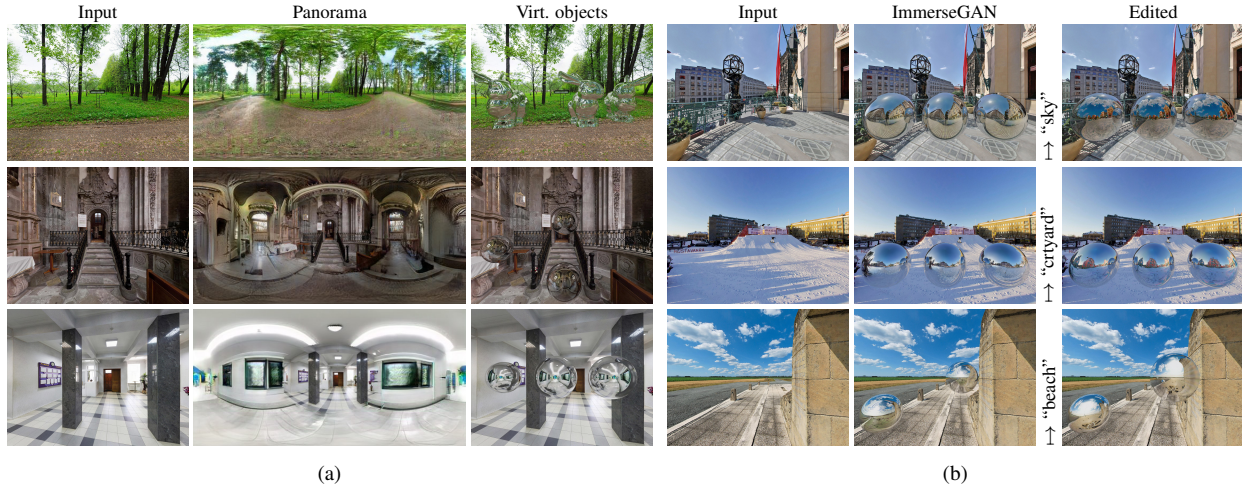 Input Panorama Virt. objects Input ImmerseGAN Edited
↑ “sky”
↑ “crtyard”
↑ “beach”
(a) (b)